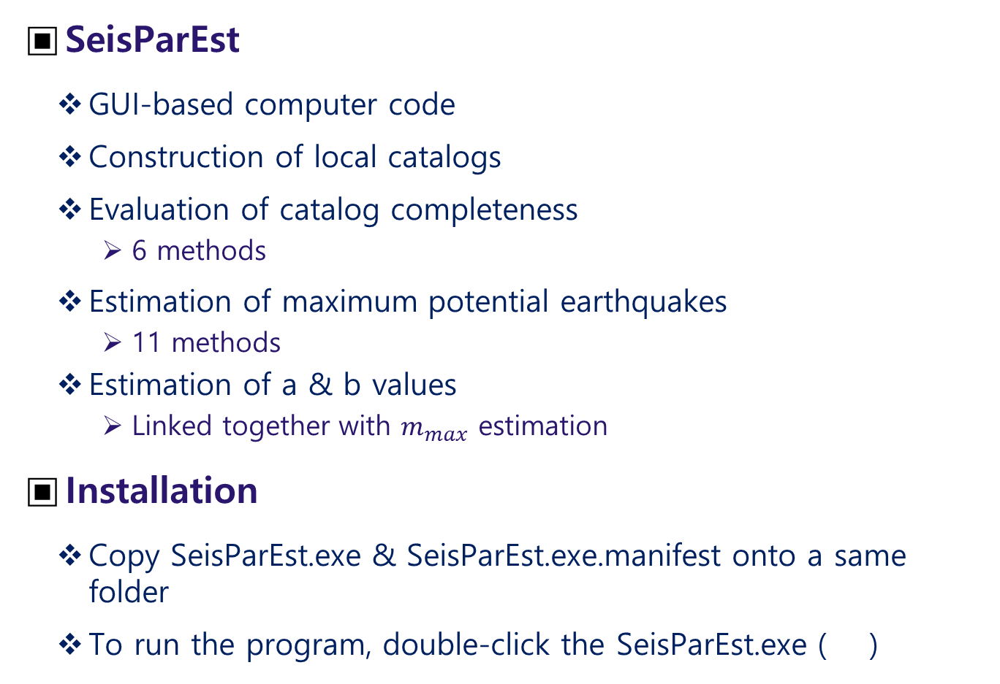 ▣ SeisParEst
❖ GUI-based computer code
❖ Construction of local catalogs
❖ Evaluation of catalog completeness
➢ 6 methods
❖ Estimation of maximum potential earthquakes
➢ 11 methods
❖ Estimation of a & b values
➢ Linked together with m_max estimation
▣ Installation
❖ Copy SeisParEst.exe & SeisParEst.exe.manifest onto a same
folder
❖ To run the program, double-click the SeisParEst.exe (    )